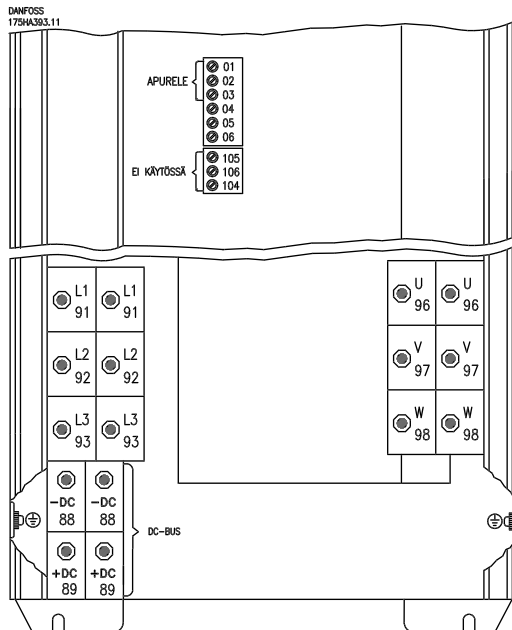 DANFOSS
175HA393.11
APURELE
01
02
03
04
05
06
EI KÄYTÖSSÄ
105
106
104
L1 L1
91 91
L2 L2
92 92
L3 L3
93 93
-DC -DC
88 88
+DC +DC
89 89
DC-BUS
U U
96 96
V V
97 97
W W
98 98